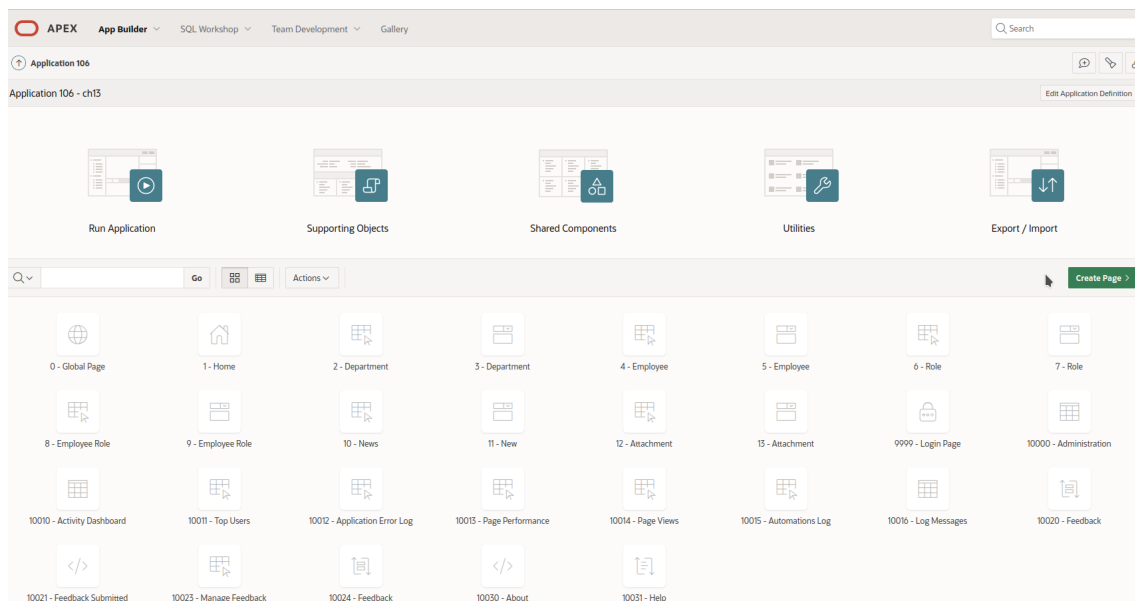 APEX App Builder SQL Workshop Team Development Gallery Search
Application 106
Application 106 - ch13 Edit Application Definition
Run Application Supporting Objects Shared Components Utilities Export / Import
Go Actions Create Page
0 - Global Page 1 - Home 2 - Department 3 - Department 4 - Employee 5 - Employee 6 - Role 7 - Role
8 - Employee Role 9 - Employee Role 10 - News 11 - New 12 - Attachment 13 - Attachment 9999 - Login Page 10000 - Administration
10010 - Activity Dashboard 10011 - Top Users 10012 - Application Error Log 10013 - Page Performance 10014 - Page Views 10015 - Automations Log 10016 - Log Messages 10020 - Feedback
10021 - Feedback Submitted 10023 - Manage Feedback 10024 - Feedback 10030 - About 10031 - Help